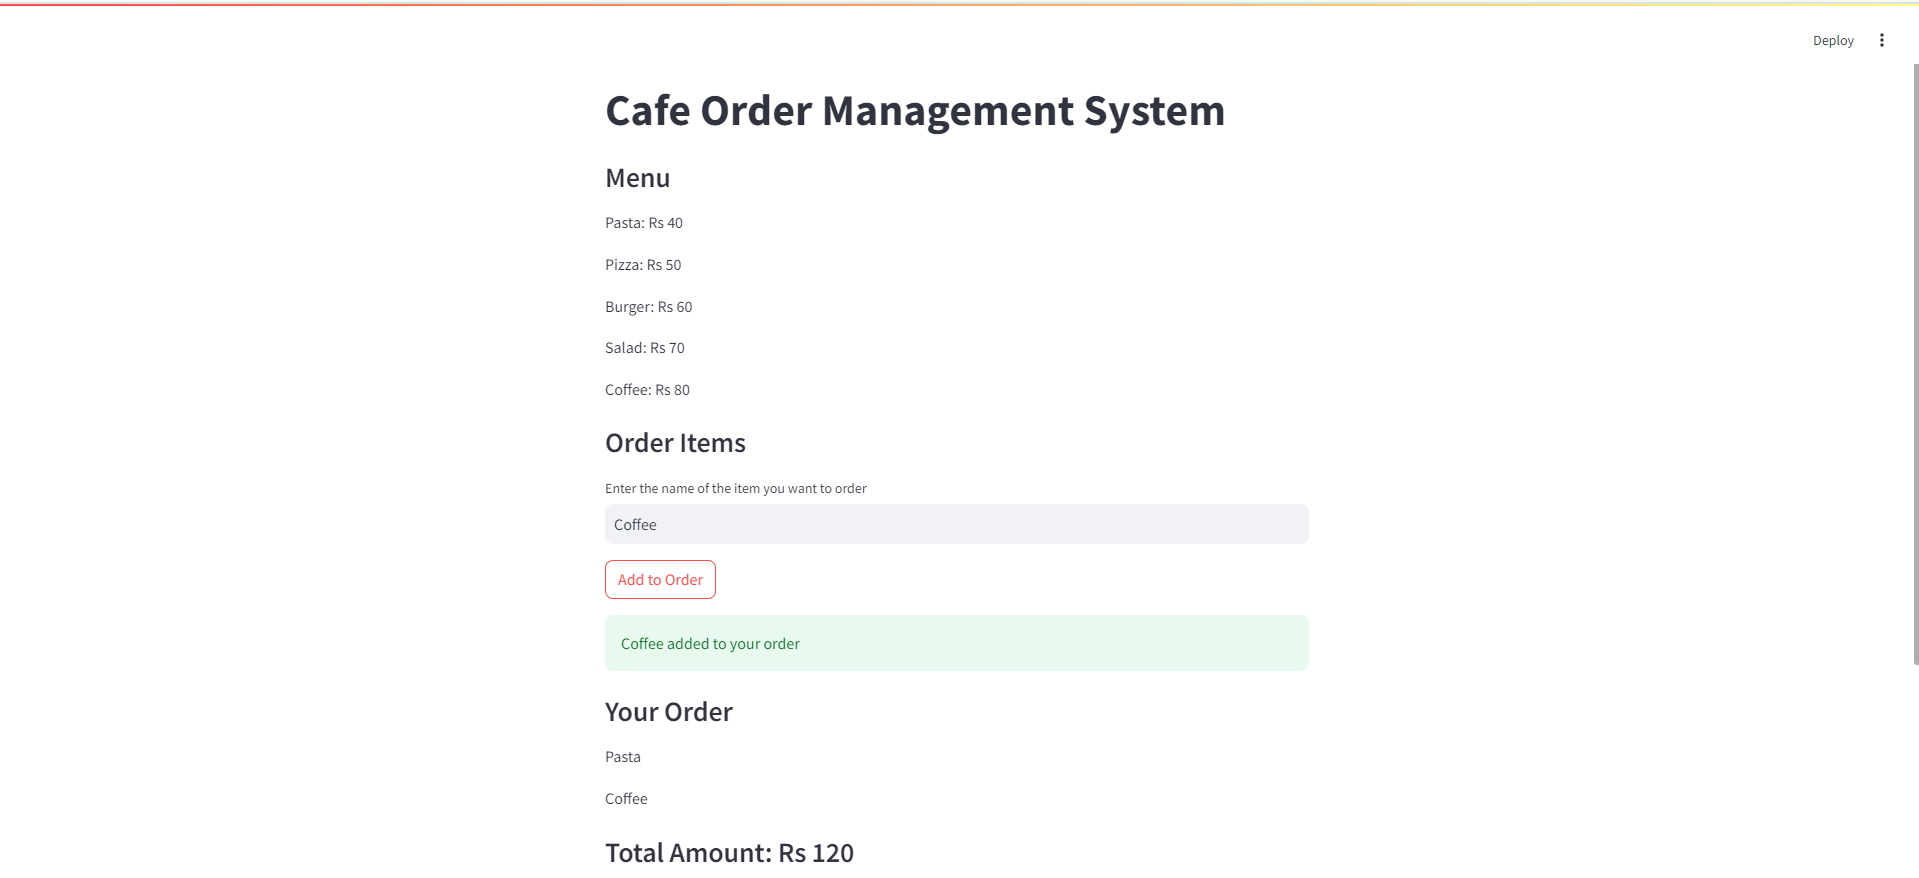 Deploy
Cafe Order Management System
Menu
Pasta: Rs 40
Pizza: Rs 50
Burger: Rs 60
Salad: Rs 70
Coffee: Rs 80
Order Items
Enter the name of the item you want to order
Coffee
Add to Order
Coffee added to your order
Your Order
Pasta
Coffee
Total Amount: Rs 120